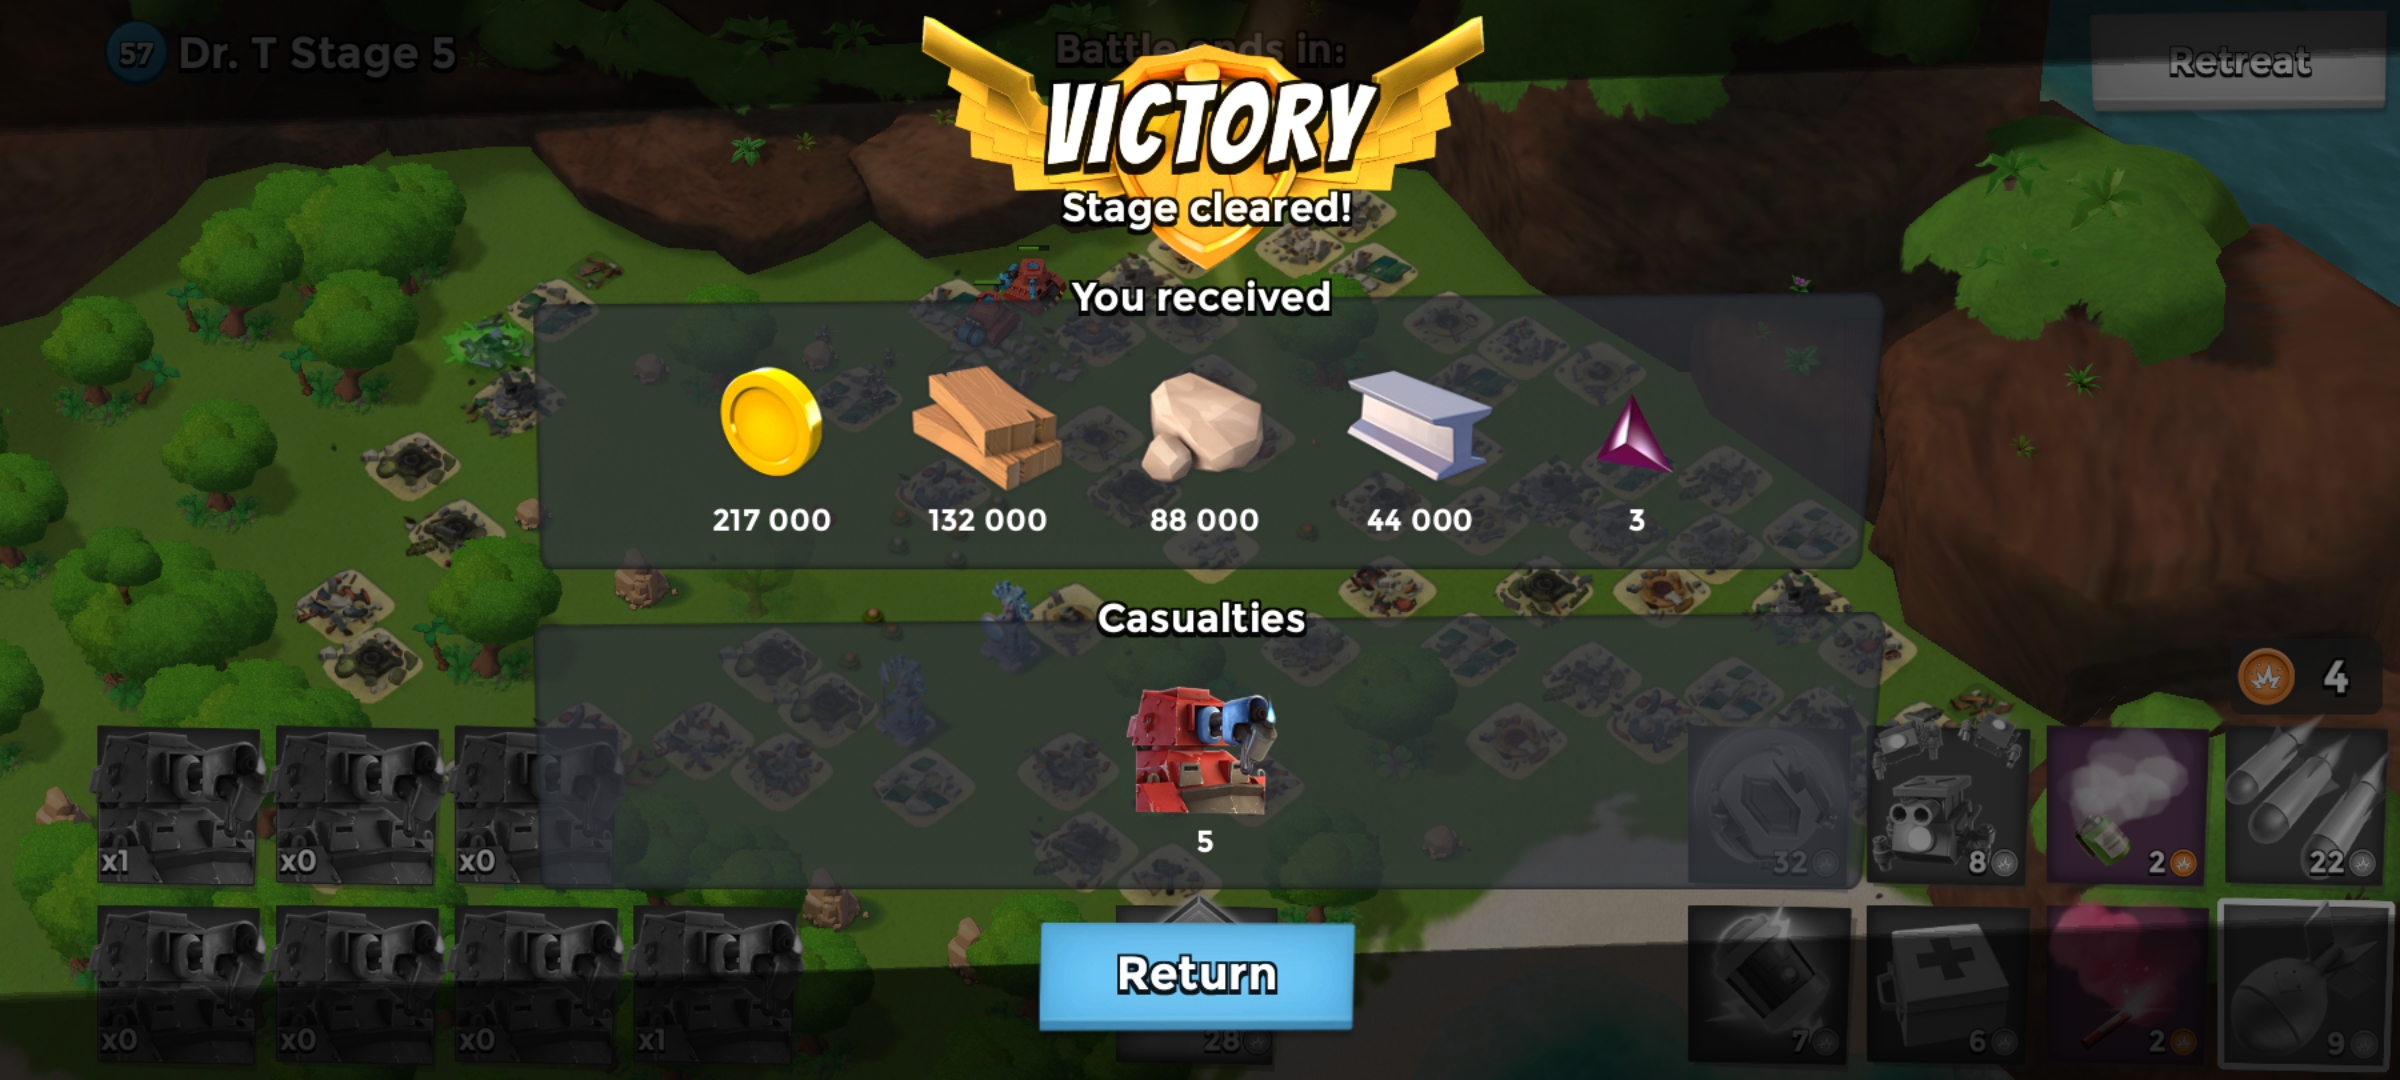 57 Dr. T Stage 5
Battle ends in:
Retreat
VICTORY
Stage cleared!
You received
217 000
132 000
88 000
44 000
3
Casualties
5
4
x1
x0
x0
32
8
2
22
Return
x0
x0
x0
x1
28
7
6
2
9